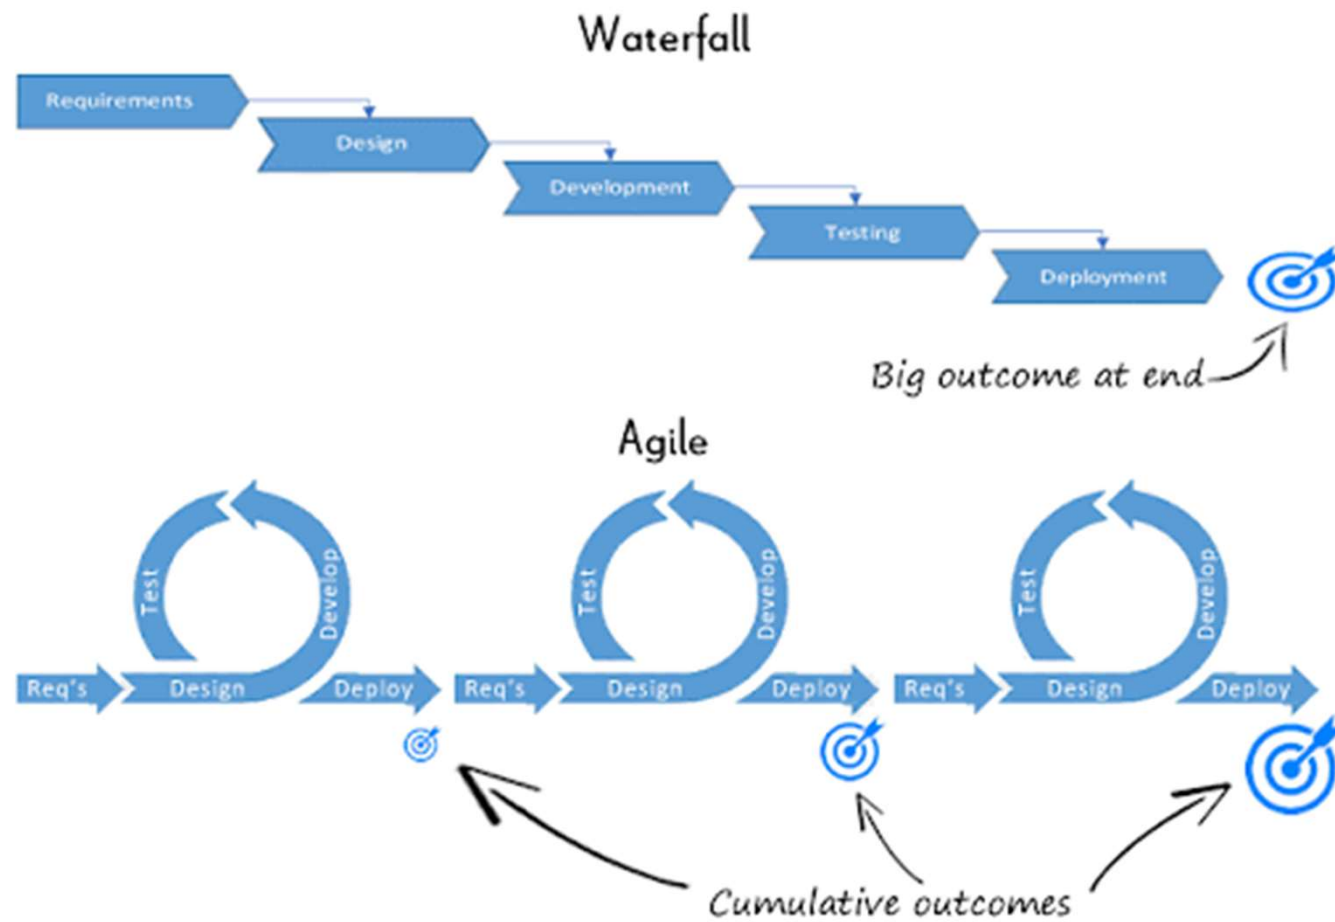 Waterfall
Requirements
Design
Development
Testing
Deployment
Big outcome at end
Agile
Test
Develop
Req's
Design
Deploy
Test
Develop
Req's
Design
Deploy
Test
Develop
Req's
Design
Deploy
Cumulative outcomes